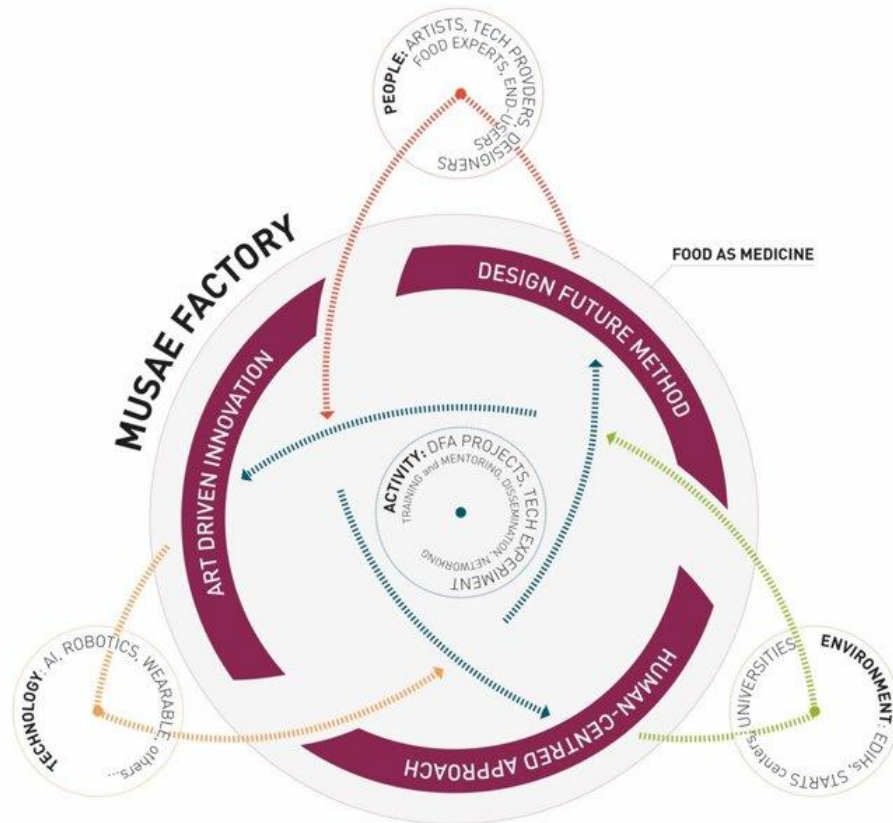 PEOPLE: ARTISTS, TECH PROVDERS, DESIGNERS
FOOD EXPERTS, END-USERS
MUSAE FACTORY
FOOD AS MEDICINE
DESIGN FUTURE METHOD
ART DRIVEN INNOVATION
ACTIVITY: DFA PROJECTS, TECH EXPERIMENT
TRAINING and MENTORING, DISSEMINATION, NETWORKING
HUMAN-CENTRED APPROACH
TECHNOLOGY: AI, ROBOTICS, WEARABLE, others...
ENVIRONMENT: EDIHs, STARTS centers, UNIVERSITIES